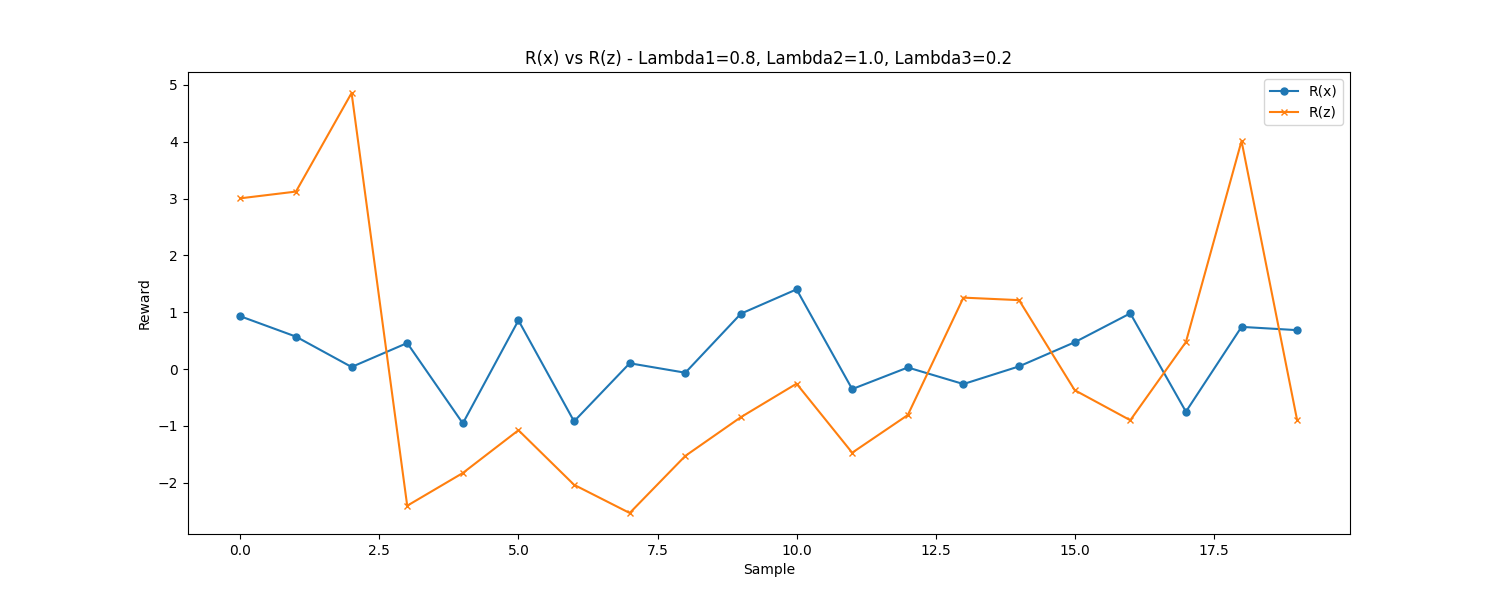 R(x) vs R(z) - Lambda1=0.8, Lambda2=1.0, Lambda3=0.2
R(x)
R(z)
Reward
5
4
3
2
1
0
−1
−2
0.0 2.5 5.0 7.5 10.0 12.5 15.0 17.5
Sample